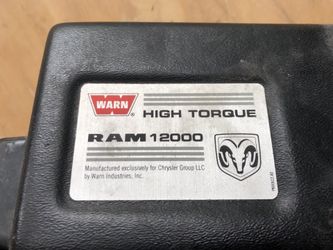 WARN®
HIGH TORQUE
RAM 12000
Manufactured exclusively for Chrysler Group LLC
by Warn Industries, Inc.